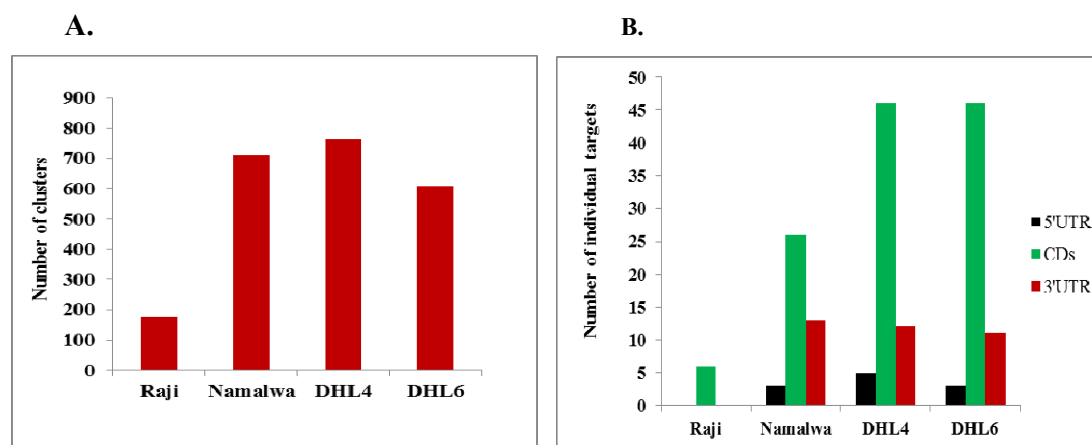 A.
Number of clusters
900
800
700
600
500
400
300
200
100
0
Raji Namalwa DHL4 DHL6
B.
Number of individual targets
50
45
40
35
30
25
20
15
10
5
0
Raji Namalwa DHL4 DHL6
5'UTR
CDs
3'UTR